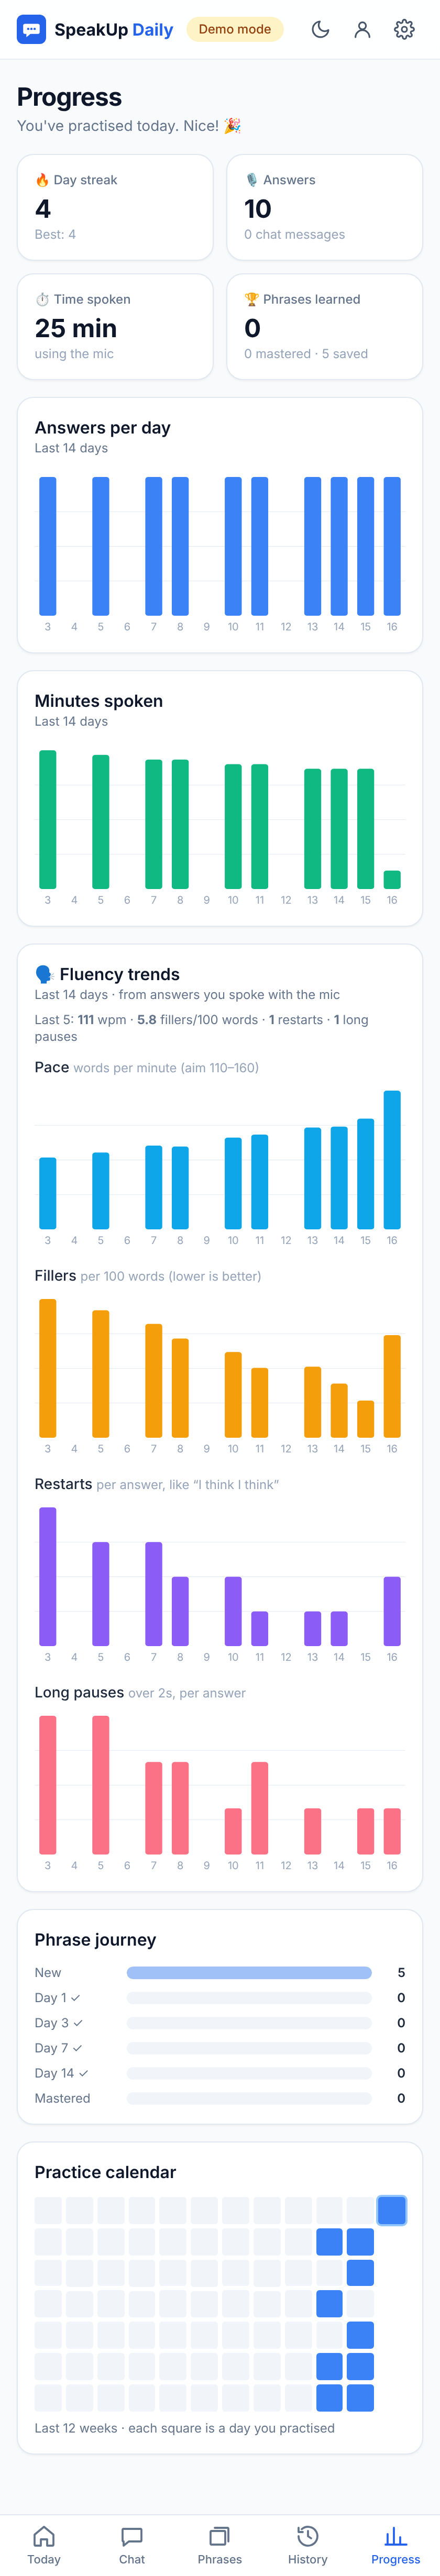 SpeakUp Daily
Demo mode
Progress
You've practised today. Nice! 🎉
🔥 Day streak
4
Best: 4
🎙️ Answers
10
0 chat messages
⏱️ Time spoken
25 min
using the mic
🏆 Phrases learned
0
0 mastered · 5 saved
Answers per day
Last 14 days
3 4 5 6 7 8 9 10 11 12 13 14 15 16
Minutes spoken
Last 14 days
3 4 5 6 7 8 9 10 11 12 13 14 15 16
🗣️ Fluency trends
Last 14 days · from answers you spoke with the mic
Last 5: 111 wpm · 5.8 fillers/100 words · 1 restarts · 1 long
pauses
Pace words per minute (aim 110–160)
3 4 5 6 7 8 9 10 11 12 13 14 15 16
Fillers per 100 words (lower is better)
3 4 5 6 7 8 9 10 11 12 13 14 15 16
Restarts per answer, like “I think I think”
3 4 5 6 7 8 9 10 11 12 13 14 15 16
Long pauses over 2s, per answer
3 4 5 6 7 8 9 10 11 12 13 14 15 16
Phrase journey
New 5
Day 1 ✓ 0
Day 3 ✓ 0
Day 7 ✓ 0
Day 14 ✓ 0
Mastered 0
Practice calendar
Last 12 weeks · each square is a day you practised
Today Chat Phrases History Progress